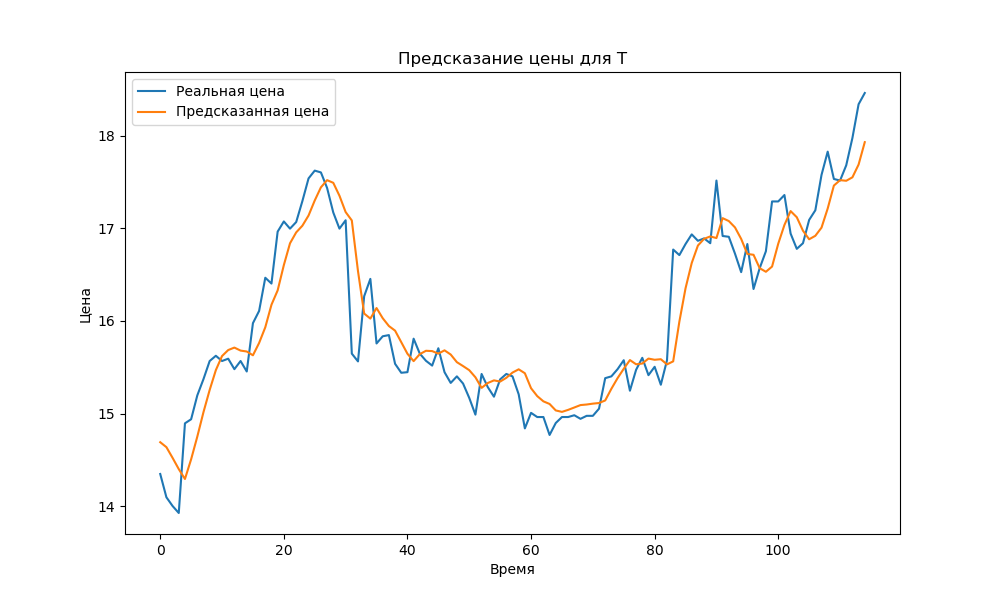 Предсказание цены для T
Реальная цена
Предсказанная цена
Цена
18
17
16
15
14
0 20 40 60 80 100
Время